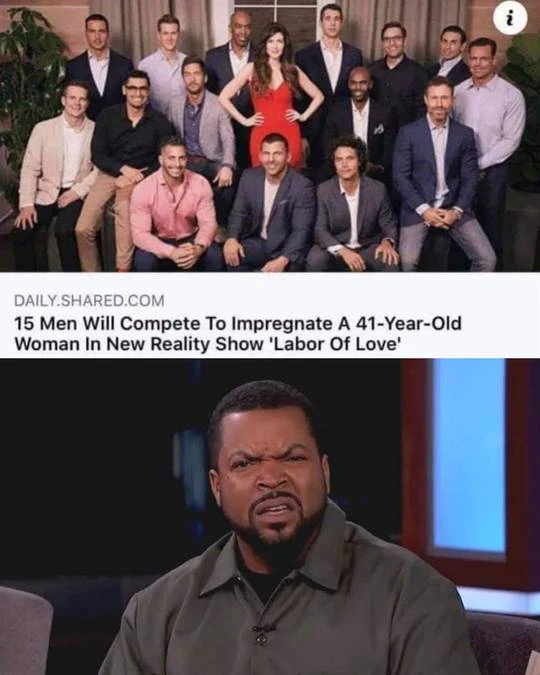 i
DAILY.SHARED.COM
15 Men Will Compete To Impregnate A 41-Year-Old
Woman In New Reality Show 'Labor Of Love'